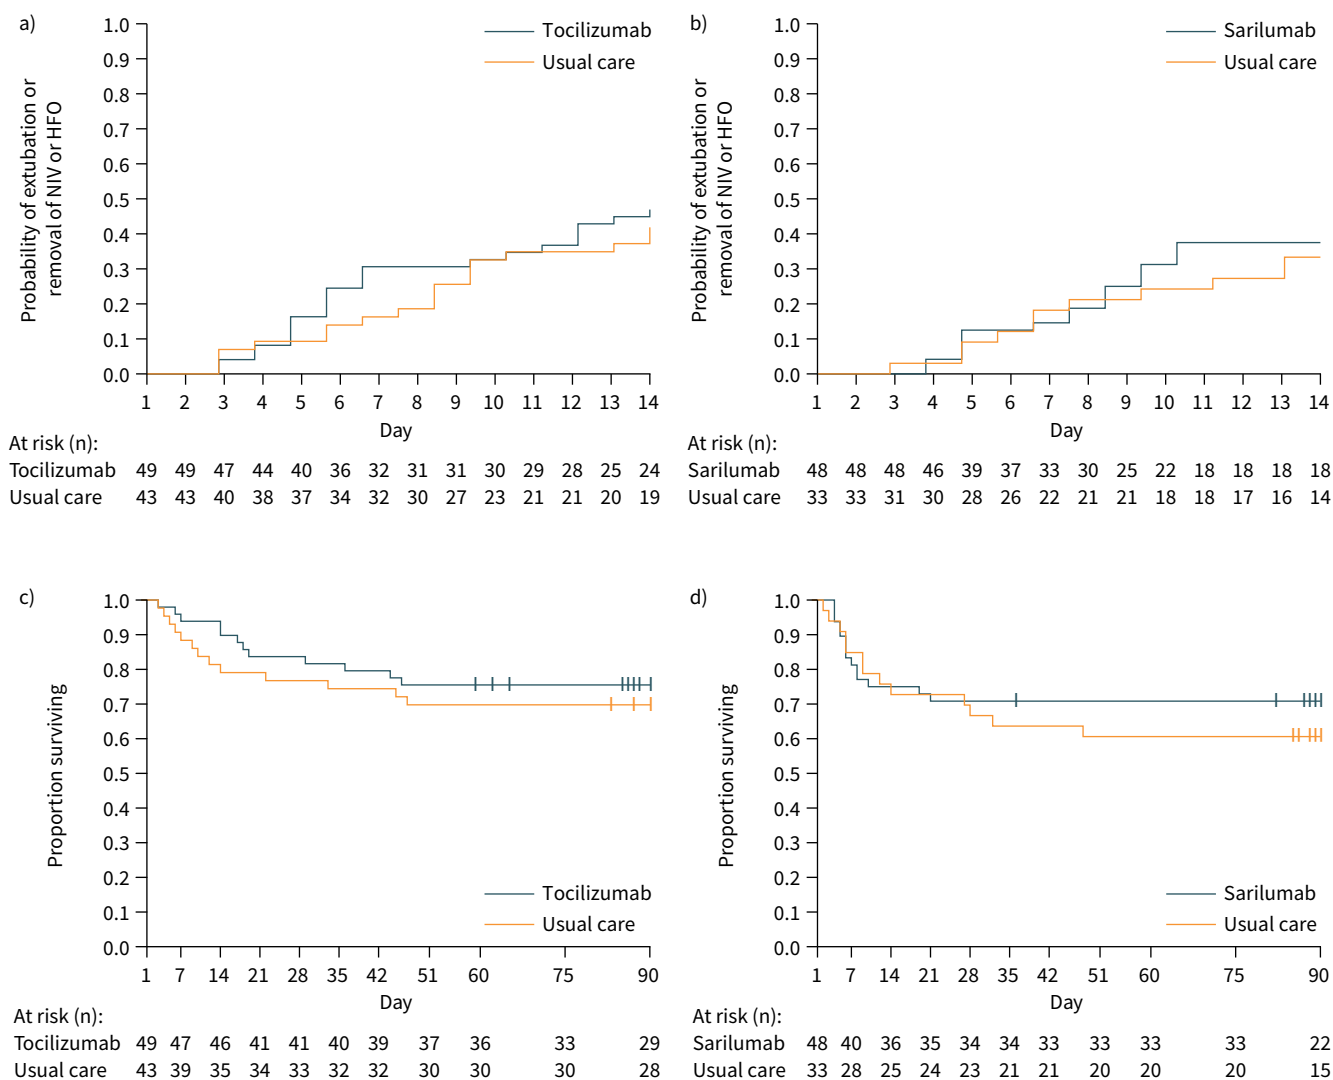 a)
Tocilizumab
Usual care
Probability of extubation or
removal of NIV or HFO
1.0
0.9
0.8
0.7
0.6
0.5
0.4
0.3
0.2
0.1
0.0
1 2 3 4 5 6 7 8 9 10 11 12 13 14
Day
At risk (n):
Tocilizumab 49 49 47 44 40 36 32 31 31 30 29 28 25 24
Usual care 43 43 40 38 37 34 32 30 27 23 21 21 20 19
b)
Sarilumab
Usual care
Probability of extubation or
removal of NIV or HFO
1.0
0.9
0.8
0.7
0.6
0.5
0.4
0.3
0.2
0.1
0.0
1 2 3 4 5 6 7 8 9 10 11 12 13 14
Day
At risk (n):
Sarilumab 48 48 48 46 39 37 33 30 25 22 18 18 18 18
Usual care 33 33 31 30 28 26 22 21 21 18 18 17 16 14
c)
Proportion surviving
1.0
0.9
0.8
0.7
0.6
0.5
0.4
0.3
0.2
0.1
0.0
Tocilizumab
Usual care
1 7 14 21 28 35 42 51 60 75 90
Day
At risk (n):
Tocilizumab 49 47 46 41 41 40 39 37 36 33 29
Usual care 43 39 35 34 33 32 32 30 30 30 28
d)
Proportion surviving
1.0
0.9
0.8
0.7
0.6
0.5
0.4
0.3
0.2
0.1
0.0
Sarilumab
Usual care
1 7 14 21 28 35 42 51 60 75 90
Day
At risk (n):
Sarilumab 48 40 36 35 34 34 33 33 33 33 22
Usual care 33 28 25 24 23 21 21 20 20 20 15